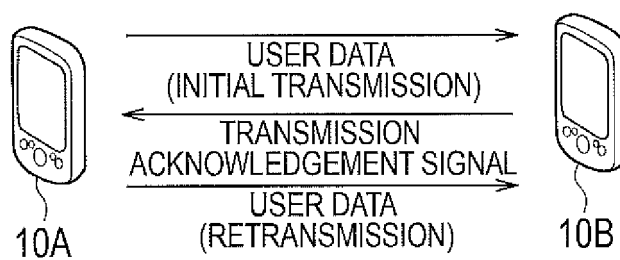 USER DATA
(INITIAL TRANSMISSION)
TRANSMISSION
ACKNOWLEDGEMENT SIGNAL
USER DATA
(RETRANSMISSION)
10A
10B